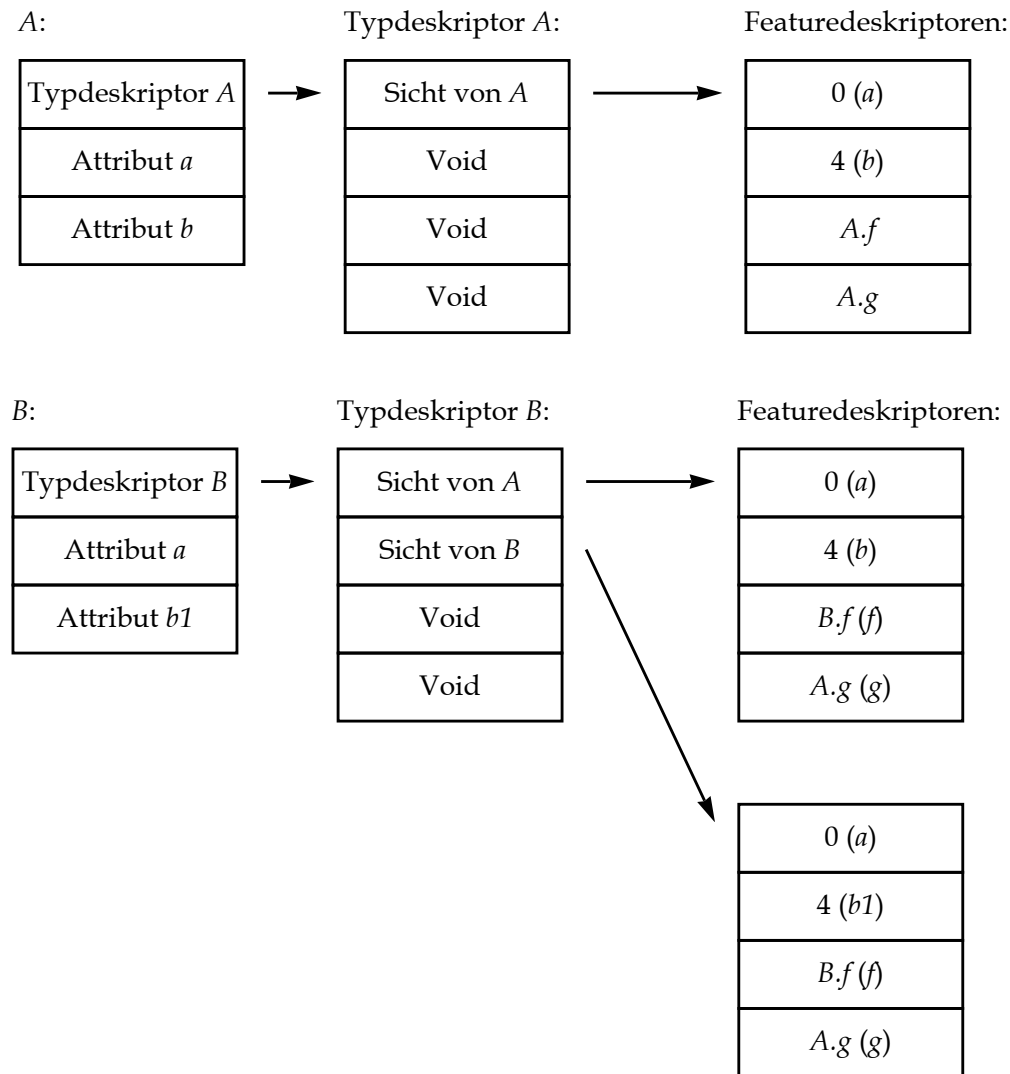 A: Typdeskriptor A: Featuredeskriptoren:
Typdeskriptor A Sicht von A 0 (a)
Attribut a Void 4 (b)
Attribut b Void A.f
Void A.g
B: Typdeskriptor B: Featuredeskriptoren:
Typdeskriptor B Sicht von A 0 (a)
Attribut a Sicht von B 4 (b)
Attribut b1 Void B.f (f)
Void A.g (g)
0 (a)
4 (b1)
B.f (f)
A.g (g)